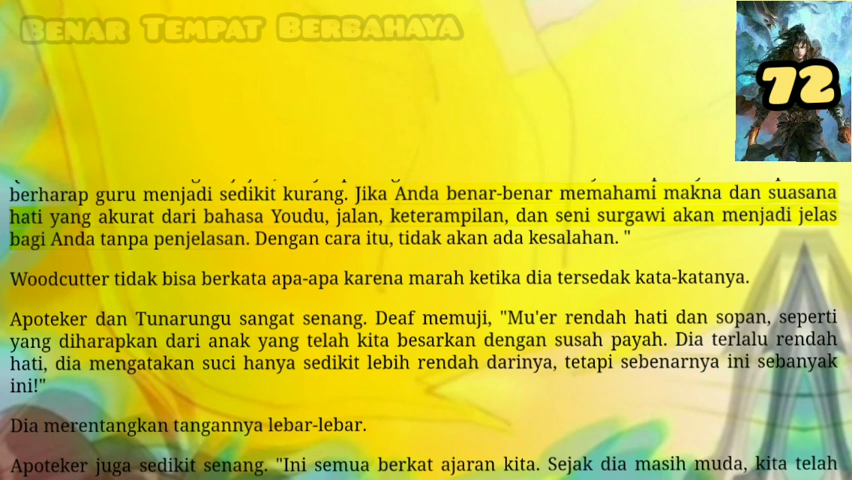 Benar Tempat Berbahaya
72
berharap guru menjadi sedikit kurang. Jika Anda benar-benar memahami makna dan suasana
hati yang akurat dari bahasa Youdu, jalan, keterampilan, dan seni surgawi akan menjadi jelas
bagi Anda tanpa penjelasan. Dengan cara itu, tidak akan ada kesalahan. "
Woodcutter tidak bisa berkata apa-apa karena marah ketika dia tersedak kata-katanya.
Apoteker dan Tunarungu sangat senang. Deaf memuji, "Mu'er rendah hati dan sopan, seperti
yang diharapkan dari anak yang telah kita besarkan dengan susah payah. Dia terlalu rendah
hati, dia mengatakan suci hanya sedikit lebih rendah darinya, tetapi sebenarnya ini sebanyak
ini!"
Dia merentangkan tangannya lebar-lebar.
Apoteker juga sedikit senang. "Ini semua berkat ajaran kita. Sejak dia masih muda, kita telah